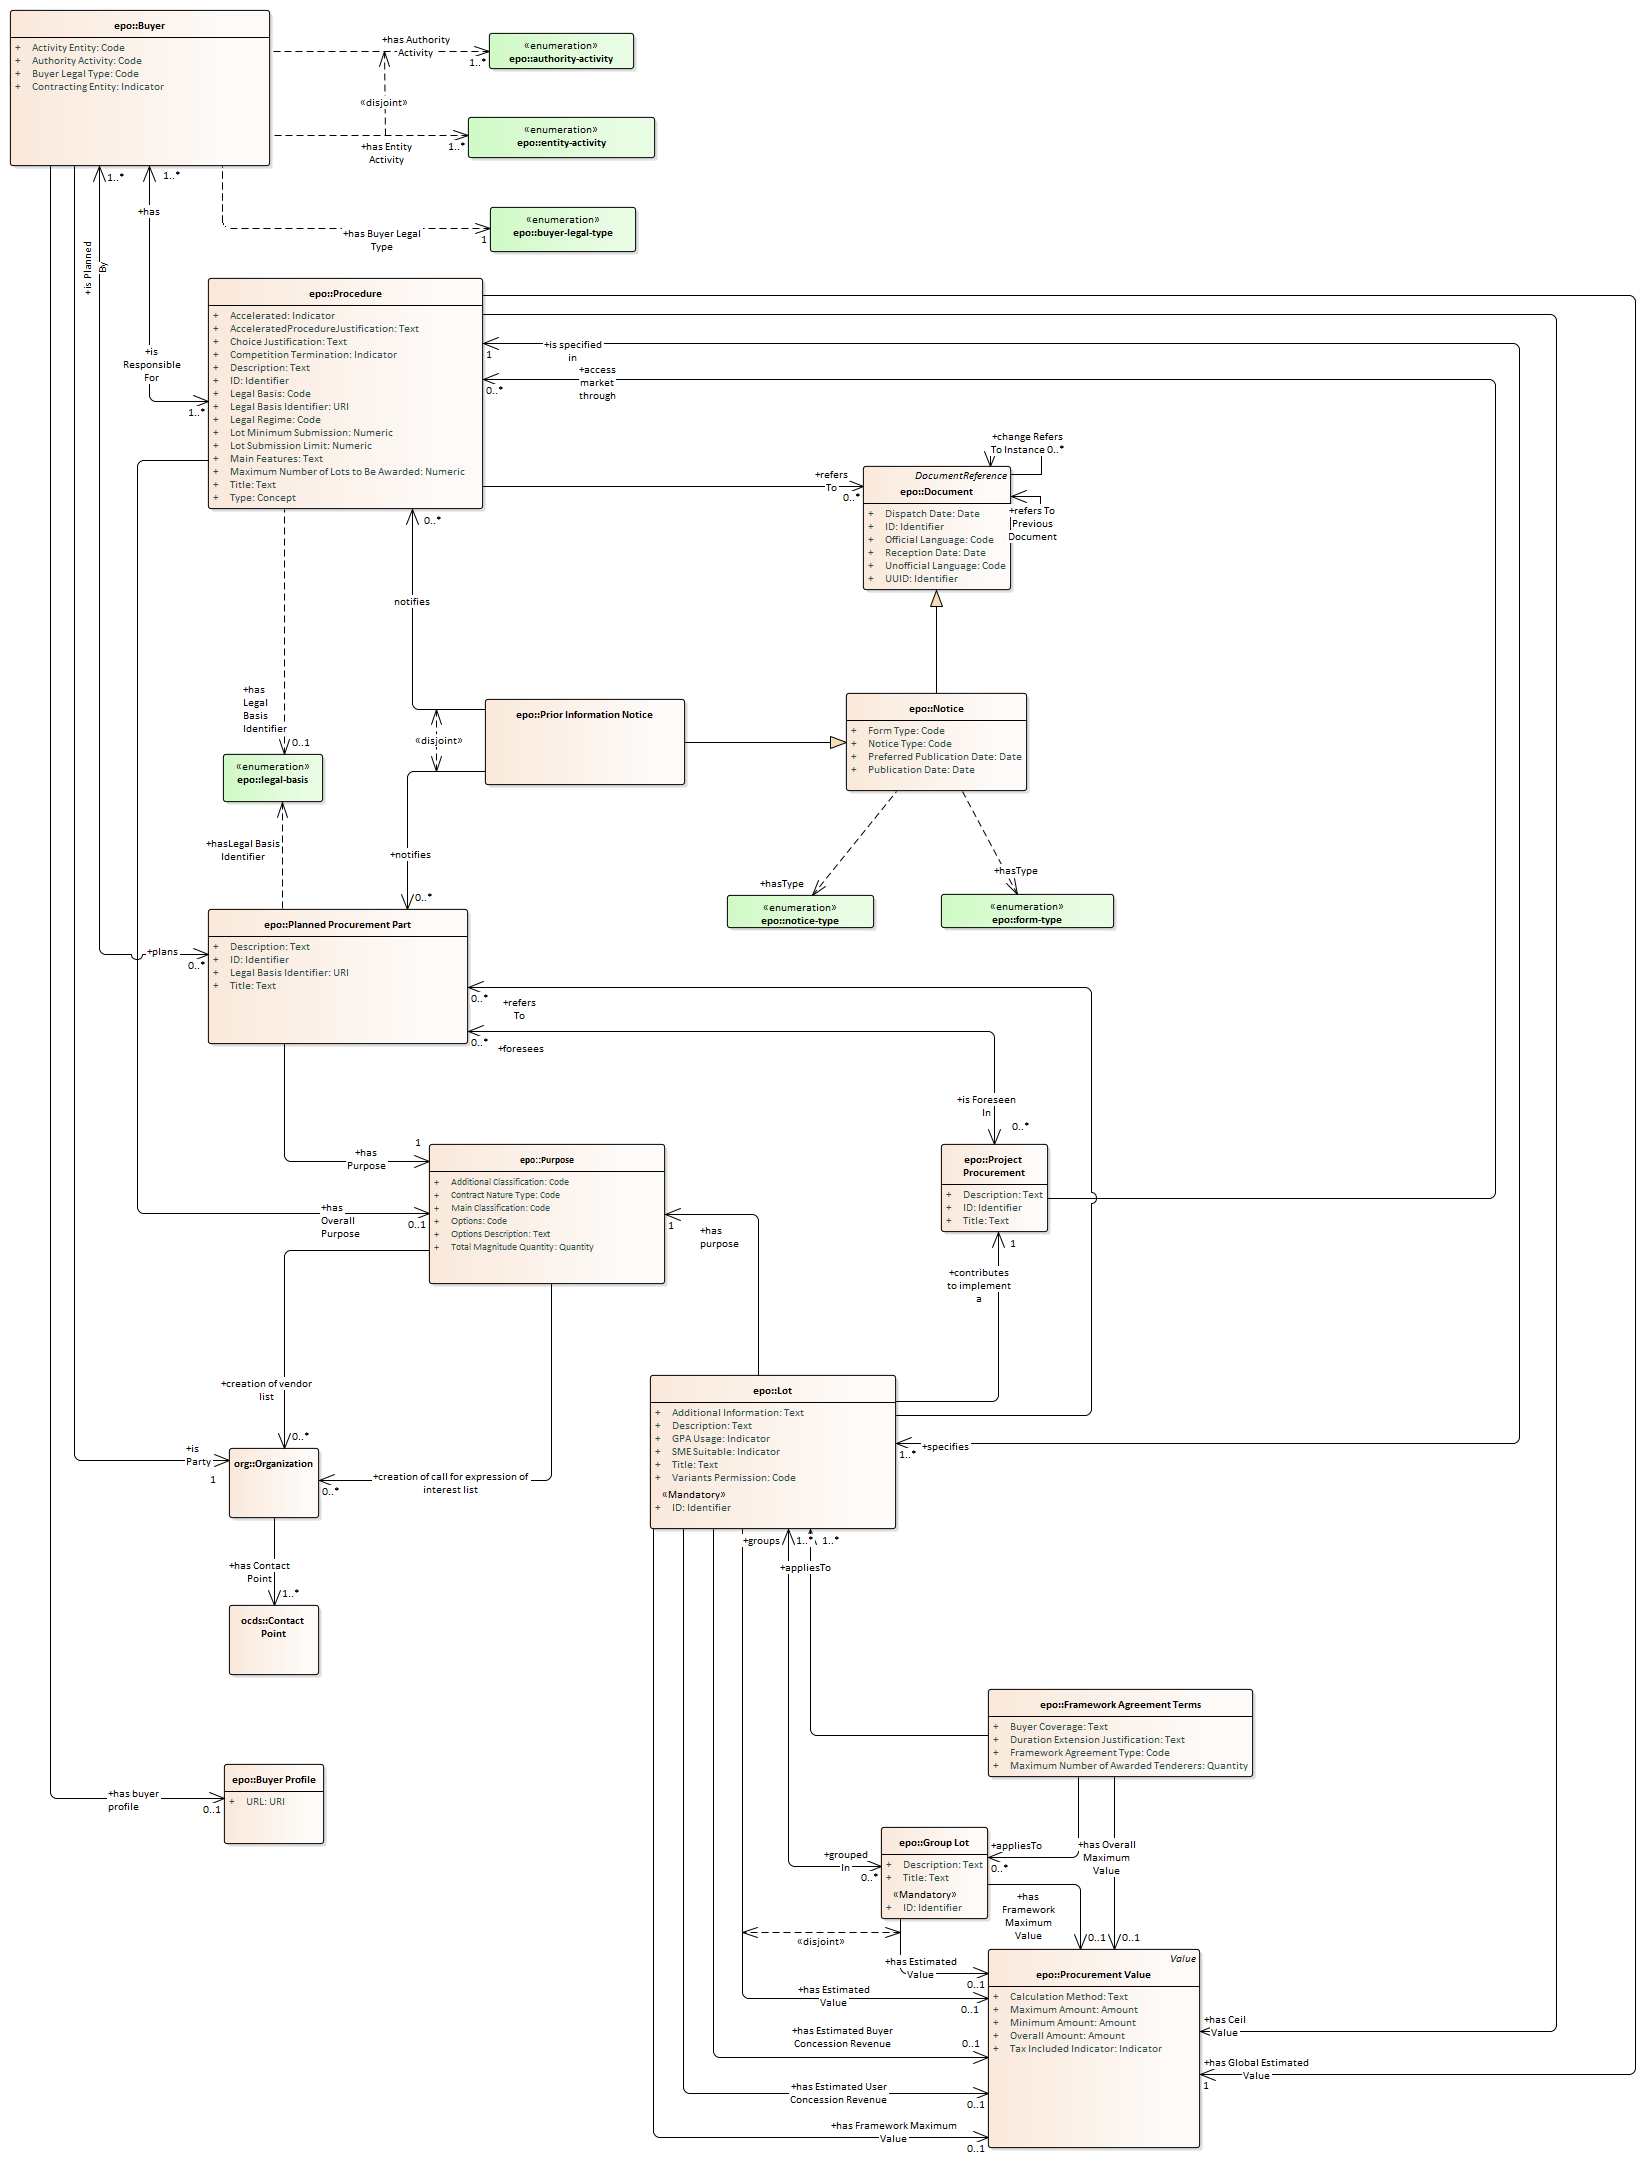 epo::Buyer
+ Activity Entity: Code
+ Authority Activity: Code
+ Buyer Legal Type: Code
+ Contracting Entity: Indicator
+has Authority
Activity
1..*
«enumeration»
epo::authority-activity
«disjoint»
+has Entity
Activity
1..*
«enumeration»
epo::entity-activity
+has Buyer Legal
Type
1
«enumeration»
epo::buyer-legal-type
1..*
1..*
+has
+is Planned
By
+is
Responsible
For
1..*
epo::Procedure
+ Accelerated: Indicator
+ AcceleratedProcedureJustification: Text
+ Choice Justification: Text
+ Competition Termination: Indicator
+ Description: Text
+ ID: Identifier
+ Legal Basis: Code
+ Legal Basis Identifier: URI
+ Legal Regime: Code
+ Lot Minimum Submission: Numeric
+ Lot Submission Limit: Numeric
+ Main Features: Text
+ Maximum Number of Lots to Be Awarded: Numeric
+ Title: Text
+ Type: Concept
1
+is specified
in
0..*
+access
market
through
+refers
To
0..*
+change Refers
To Instance 0..*
DocumentReference
epo::Document
+ Dispatch Date: Date
+ ID: Identifier
+ Official Language: Code
+ Reception Date: Date
+ Unofficial Language: Code
+ UUID: Identifier
+refers To
Previous
Document
0..*
notifies
+has
Legal
Basis
Identifier
0..1
«enumeration»
epo::legal-basis
+hasLegal Basis
Identifier
«disjoint»
epo::Prior Information Notice
epo::Notice
+ Form Type: Code
+ Notice Type: Code
+ Preferred Publication Date: Date
+ Publication Date: Date
+notifies
0..*
+hasType
«enumeration»
epo::notice-type
+hasType
«enumeration»
epo::form-type
+plans
0..*
epo::Planned Procurement Part
+ Description: Text
+ ID: Identifier
+ Legal Basis Identifier: URI
+ Title: Text
0..*
+refers
To
0..*
+foresees
+is Foreseen
In
0..*
+has
Purpose
1
+has
Overall
Purpose
0..1
epo::Purpose
+ Additional Classification: Code
+ Contract Nature Type: Code
+ Main Classification: Code
+ Options: Code
+ Options Description: Text
+ Total Magnitude Quantity: Quantity
1
+has
purpose
epo::Project
Procurement
+ Description: Text
+ ID: Identifier
+ Title: Text
1
+contributes
to implement
a
+creation of vendor
list
0..*
+is
Party
1
org::Organization
+creation of call for expression of
interest list
0..*
+has Contact
Point
1..*
ocds::Contact
Point
epo::Lot
+ Additional Information: Text
+ Description: Text
+ GPA Usage: Indicator
+ SME Suitable: Indicator
+ Title: Text
+ Variants Permission: Code
«Mandatory»
+ ID: Identifier
+specifies
1..*
+groups
1..*
1..*
+appliesTo
epo::Framework Agreement Terms
+ Buyer Coverage: Text
+ Duration Extension Justification: Text
+ Framework Agreement Type: Code
+ Maximum Number of Awarded Tenderers: Quantity
+has buyer
profile
0..1
epo::Buyer Profile
+ URL: URI
+grouped
In
0..*
epo::Group Lot
+ Description: Text
+ Title: Text
«Mandatory»
+ ID: Identifier
+appliesTo
0..*
+has Overall
Maximum
Value
0..1
+has
Framework
Maximum
Value
0..1
«disjoint»
+has Estimated
Value
0..1
+has Estimated
Value
0..1
+has Estimated Buyer
Concession Revenue
0..1
+has Estimated User
Concession Revenue
0..1
+has Framework Maximum
Value
0..1
Value
epo::Procurement Value
+ Calculation Method: Text
+ Maximum Amount: Amount
+ Minimum Amount: Amount
+ Overall Amount: Amount
+ Tax Included Indicator: Indicator
+has Ceil
Value
+has Global Estimated
Value
1